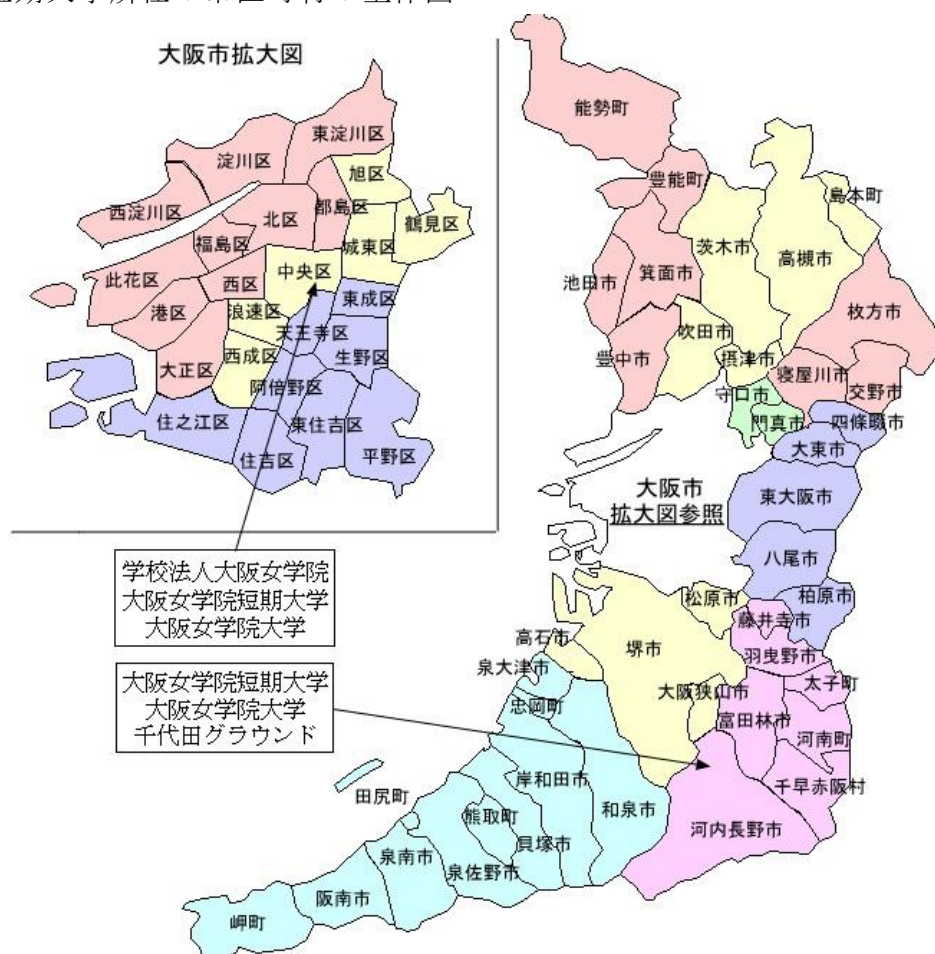 大阪市拡大図
能勢町
東淀川区
淀川区
旭区
豊能町
島本町
西淀川区
北区
都島区
鶴見区
福島区
城東区
茨木市
高槻市
此花区
西区
中央区
東成区
池田市
箕面市
港区
浪速区
天王寺区
枚方市
大正区
西成区
生野区
豊中市
吹田市
摂津市
阿倍野区
寝屋川市
交野市
守口市
門真市
四條畷市
住之江区
東住吉区
大東市
住吉区
平野区
大阪市
拡大図参照
東大阪市
八尾市
学校法人大阪女学院
大阪女学院短期大学
大阪女学院大学
松原市
柏原市
藤井寺市
高石市
堺市
羽曳野市
泉大津市
大阪女学院短期大学
大阪女学院大学
千代田グラウンド
大阪狭山市
太子町
忠岡町
富田林市
河南町
岸和田市
千早赤阪村
田尻町
和泉市
熊取町
河内長野市
貝塚市
泉南市
泉佐野市
阪南市
岬町